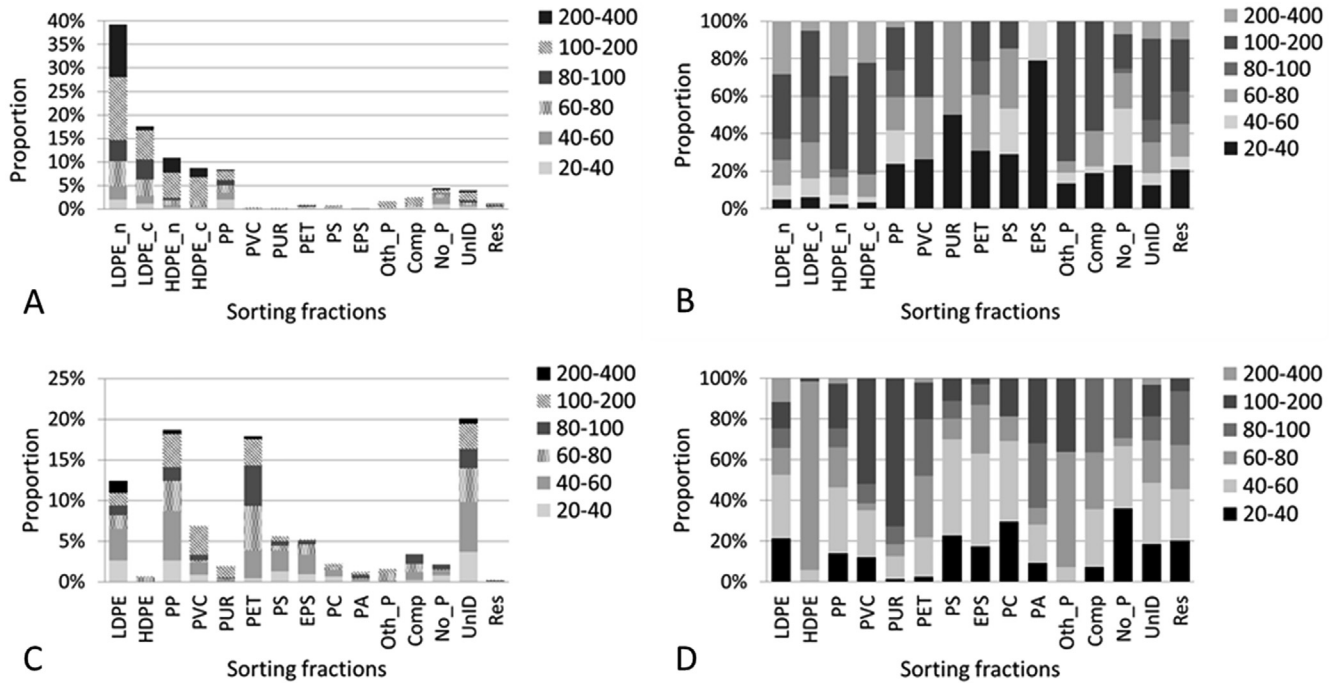 40%
35%
30%
25%
20%
15%
10%
5%
0%
Proportion
LDPE_n
LDPE_c
HDPE_n
HDPE_c
PP
PVC
PUR
PET
PS
EPS
Oth_P
Comp
No_P
UnID
Res
Sorting fractions
200-400
100-200
80-100
60-80
40-60
20-40
A
100%
80%
60%
40%
20%
0%
Proportion
LDPE_n
LDPE_c
HDPE_n
HDPE_c
PP
PVC
PUR
PET
PS
EPS
Oth_P
Comp
No_P
UnID
Res
Sorting fractions
200-400
100-200
80-100
60-80
40-60
20-40
B
25%
20%
15%
10%
5%
0%
Proportion
LDPE
HDPE
PP
PVC
PUR
PET
PS
EPS
PC
PA
Oth_P
Comp
No_P
UnID
Res
Sorting fractions
200-400
100-200
80-100
60-80
40-60
20-40
C
100%
80%
60%
40%
20%
0%
Proportion
LDPE
HDPE
PP
PVC
PUR
PET
PS
EPS
PC
PA
Oth_P
Comp
No_P
UnID
Res
Sorting fractions
200-400
100-200
80-100
60-80
40-60
20-40
D